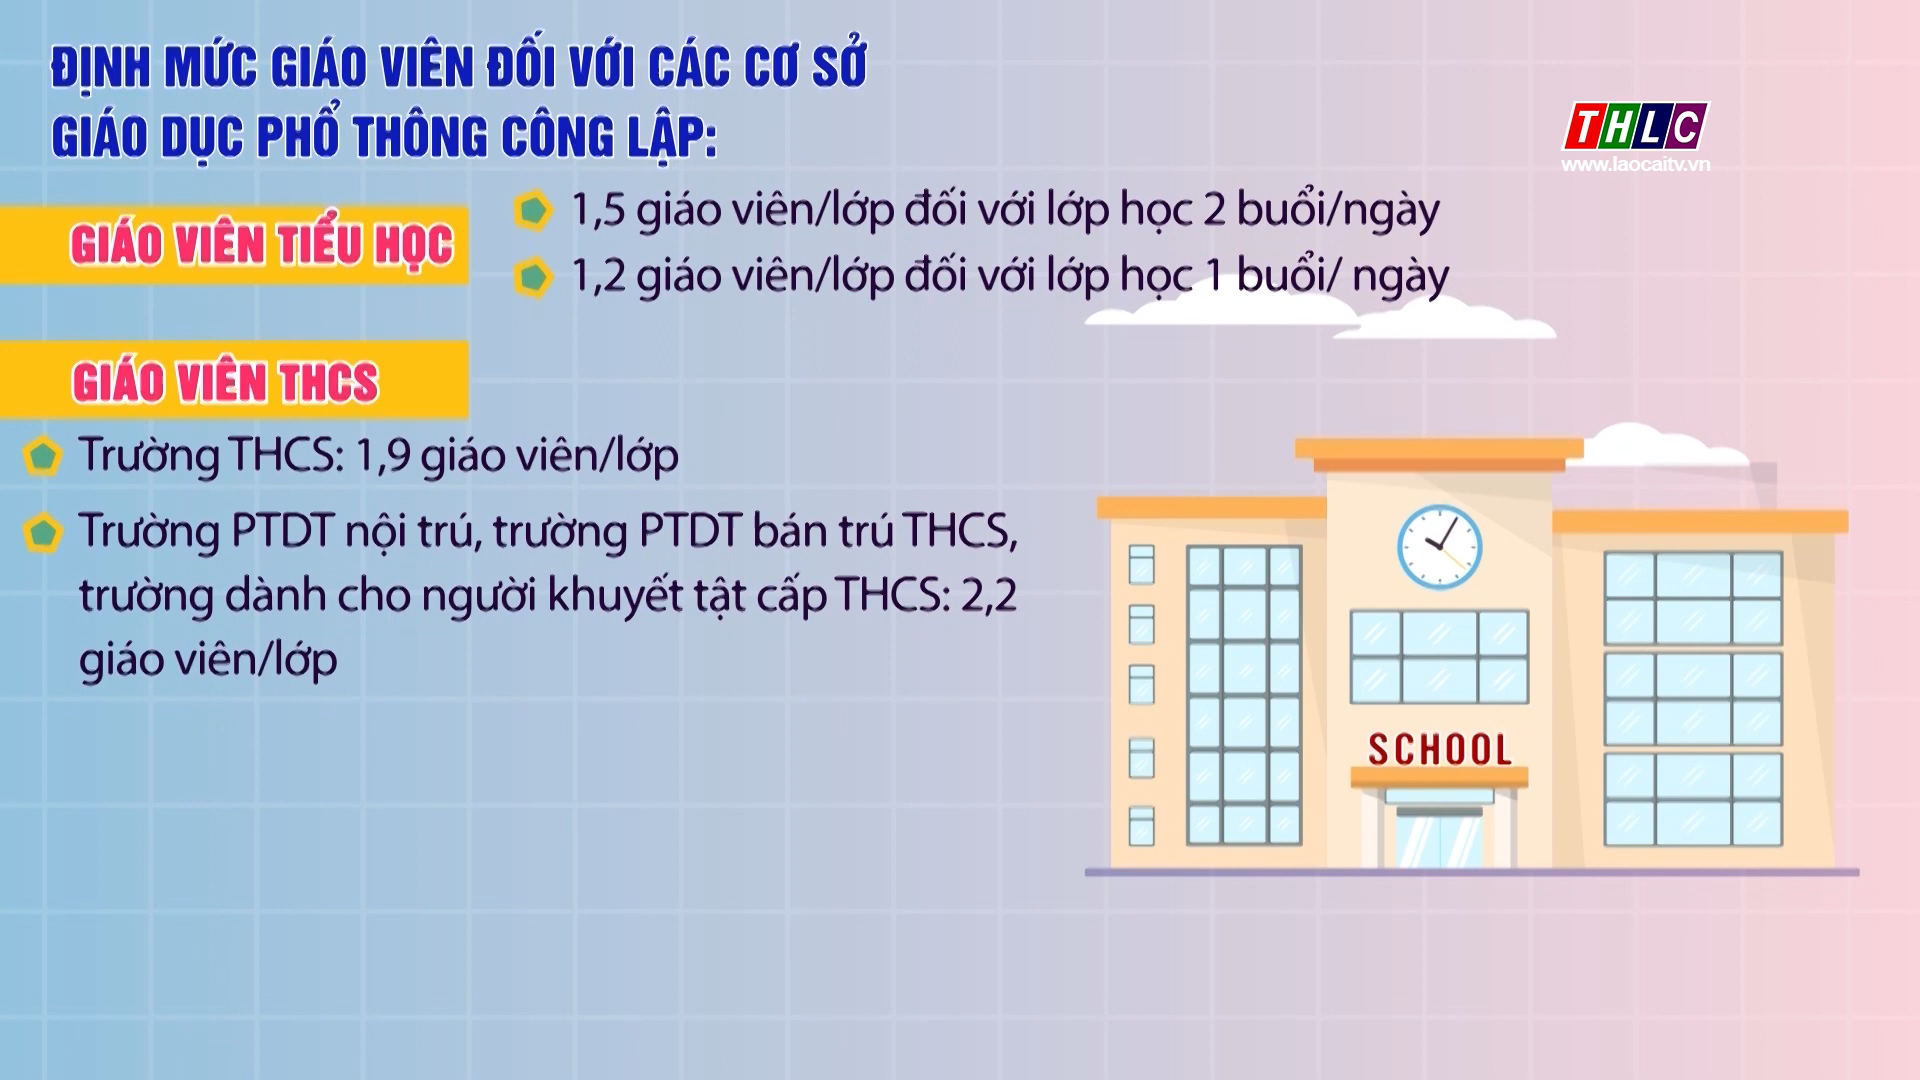 ĐỊNH MỨC GIÁO VIÊN ĐỐI VỚI CÁC CƠ SỞ
GIÁO DỤC PHỔ THÔNG CÔNG LẬP:
THLC
www.laocaitv.vn
GIÁO VIÊN TIỂU HỌC
1,5 giáo viên/lớp đối với lớp học 2 buổi/ngày
1,2 giáo viên/lớp đối với lớp học 1 buổi/ ngày
GIÁO VIÊN THCS
Trường THCS: 1,9 giáo viên/lớp
Trường PTDT nội trú, trường PTDT bán trú THCS,
trường dành cho người khuyết tật cấp THCS: 2,2
giáo viên/lớp
SCHOOL